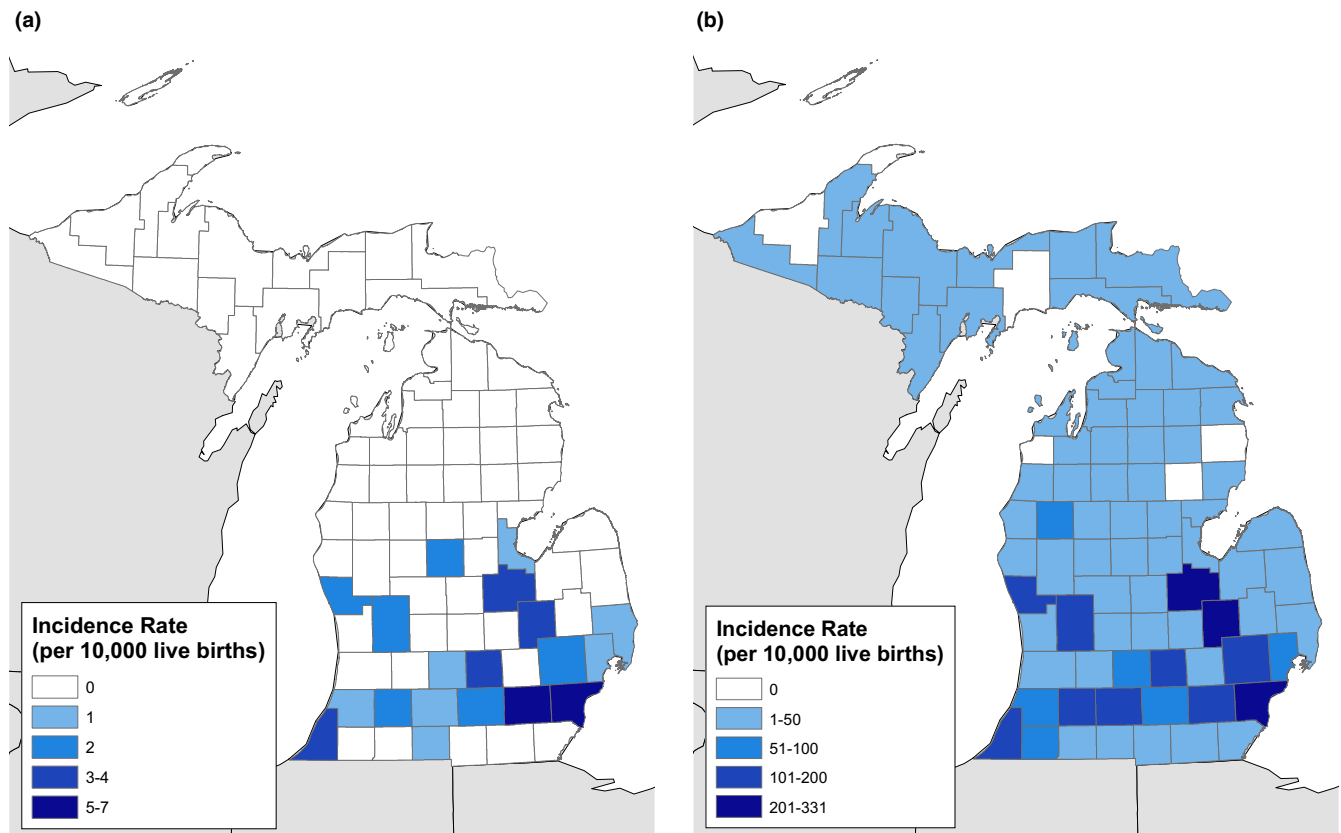 (a)
Incidence Rate
(per 10,000 live births)
0
1
2
3-4
5-7
(b)
Incidence Rate
(per 10,000 live births)
0
1-50
51-100
101-200
201-331